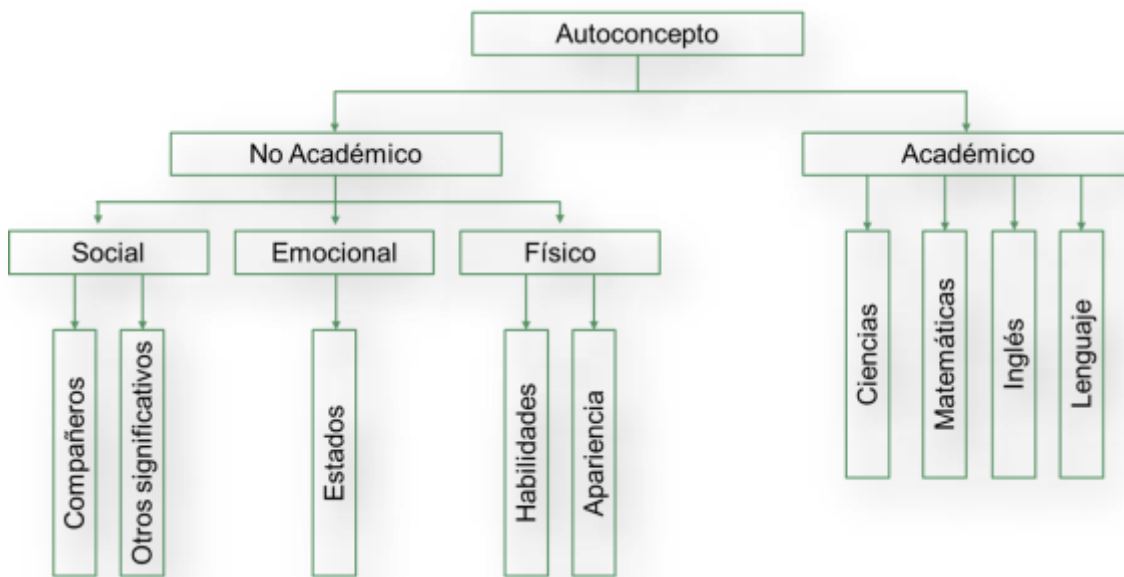 Autoconcepto
No Académico
Académico
Social
Emocional
Físico
Compañeros
Otros significativos
Estados
Habilidades
Apariencia
Ciencias
Matemáticas
Inglés
Lenguaje